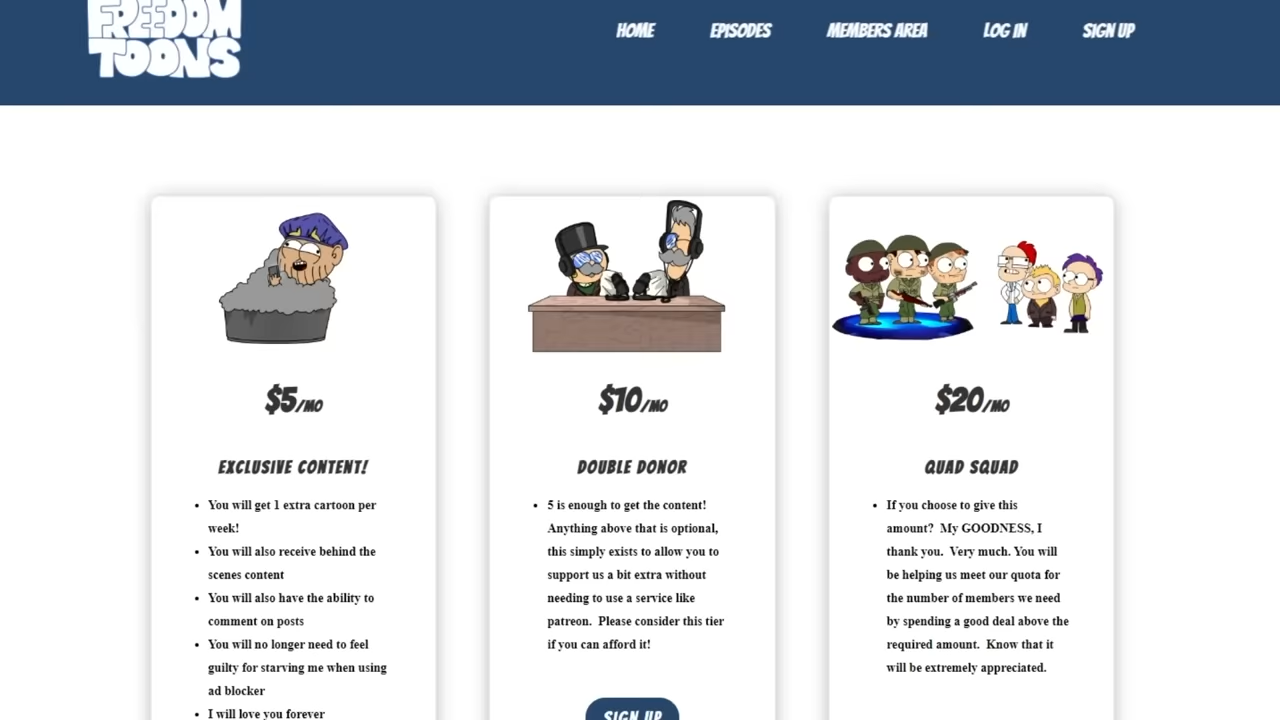 FREEDOM
TOONS
HOME EPISODES MEMBERS AREA LOG IN SIGN UP
$5/MO
EXCLUSIVE CONTENT!
• You will get 1 extra cartoon per
week!
• You will also receive behind the
scenes content
• You will also have the ability to
comment on posts
• You will no longer need to feel
guilty for starving me when using
ad blocker
• I will love you forever
$10/MO
DOUBLE DONOR
• 5 is enough to get the content!
Anything above that is optional,
this simply exists to allow you to
support us a bit extra without
needing to use a service like
patreon. Please consider this tier
if you can afford it!
SIGN UP
$20/MO
QUAD SQUAD
• If you choose to give this
amount? My GOODNESS, I
thank you. Very much. You will
be helping us meet our quota for
the number of members we need
by spending a good deal above the
required amount. Know that it
will be extremely appreciated.